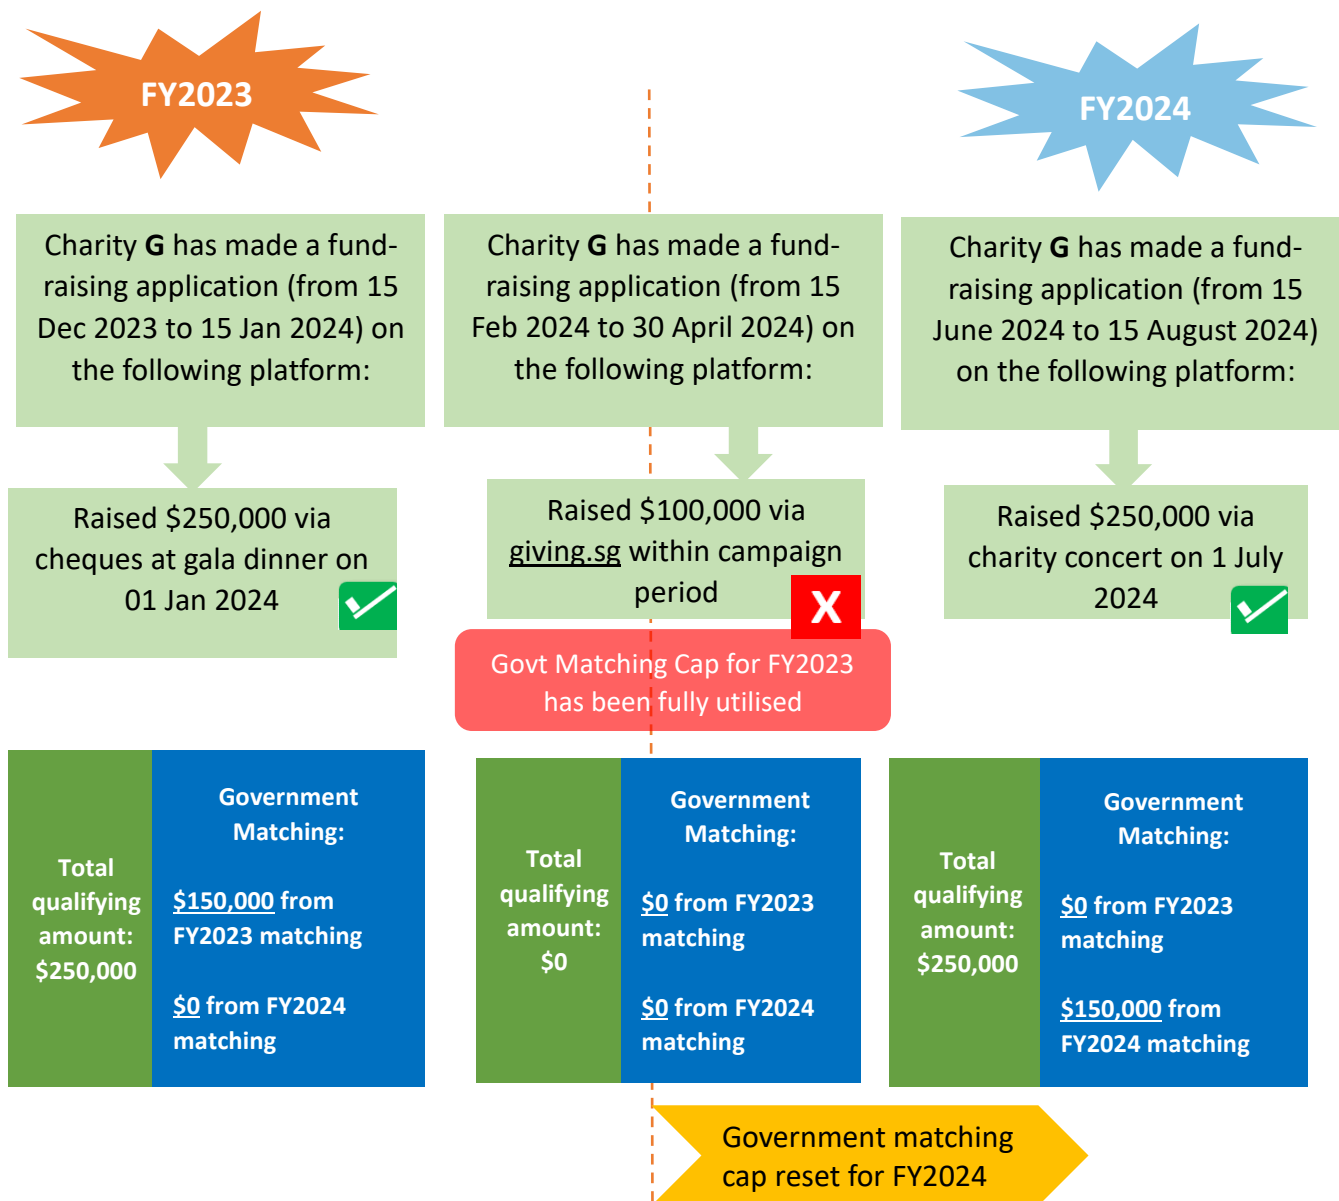 FY2023
FY2024
Charity G has made a fund-
raising application (from 15
Dec 2023 to 15 Jan 2024) on
the following platform:
Charity G has made a fund-
raising application (from 15
Feb 2024 to 30 April 2024) on
the following platform:
Charity G has made a fund-
raising application (from 15
June 2024 to 15 August 2024)
on the following platform:
Raised $250,000 via
cheques at gala dinner on
01 Jan 2024
Raised $100,000 via
giving.sg within campaign
period
X
Raised $250,000 via
charity concert on 1 July
2024
Govt Matching Cap for FY2023
has been fully utilised
Total
qualifying
amount:
$250,000
Government
Matching:
$150,000 from
FY2023 matching
$0 from FY2024
matching
Total
qualifying
amount:
$0
Government
Matching:
$0 from FY2023
matching
$0 from FY2024
matching
Total
qualifying
amount:
$250,000
Government
Matching:
$0 from FY2023
matching
$150,000 from
FY2024 matching
Government matching
cap reset for FY2024